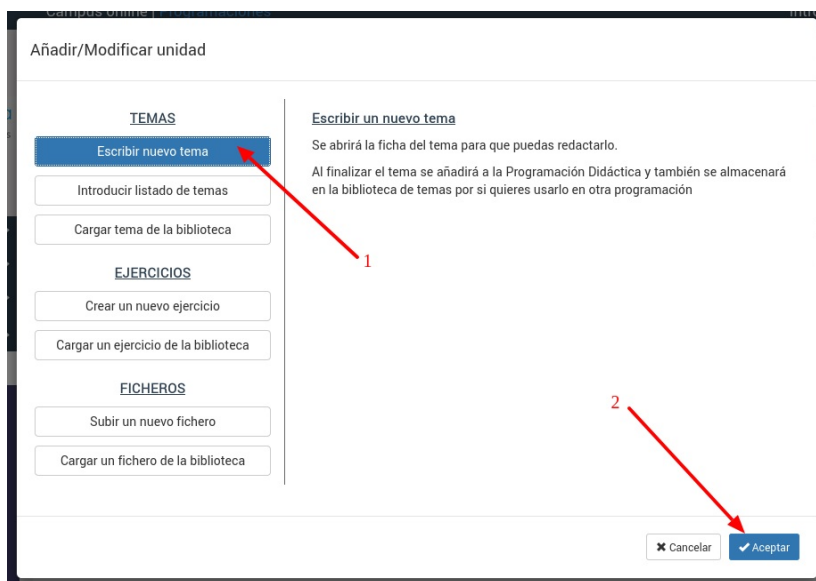 Campus online | Programaciones
Añadir/Modificar unidad
TEMAS
Escribir nuevo tema
Introducir listado de temas
Cargar tema de la biblioteca
EJERCICIOS
Crear un nuevo ejercicio
Cargar un ejercicio de la biblioteca
FICHEROS
Subir un nuevo fichero
Cargar un fichero de la biblioteca
Escribir un nuevo tema
Se abrirá la ficha del tema para que puedas redactarlo.
Al finalizar el tema se añadirá a la Programación Didáctica y también se almacenará
en la biblioteca de temas por si quieres usarlo en otra programación
1
2
Cancelar
Aceptar